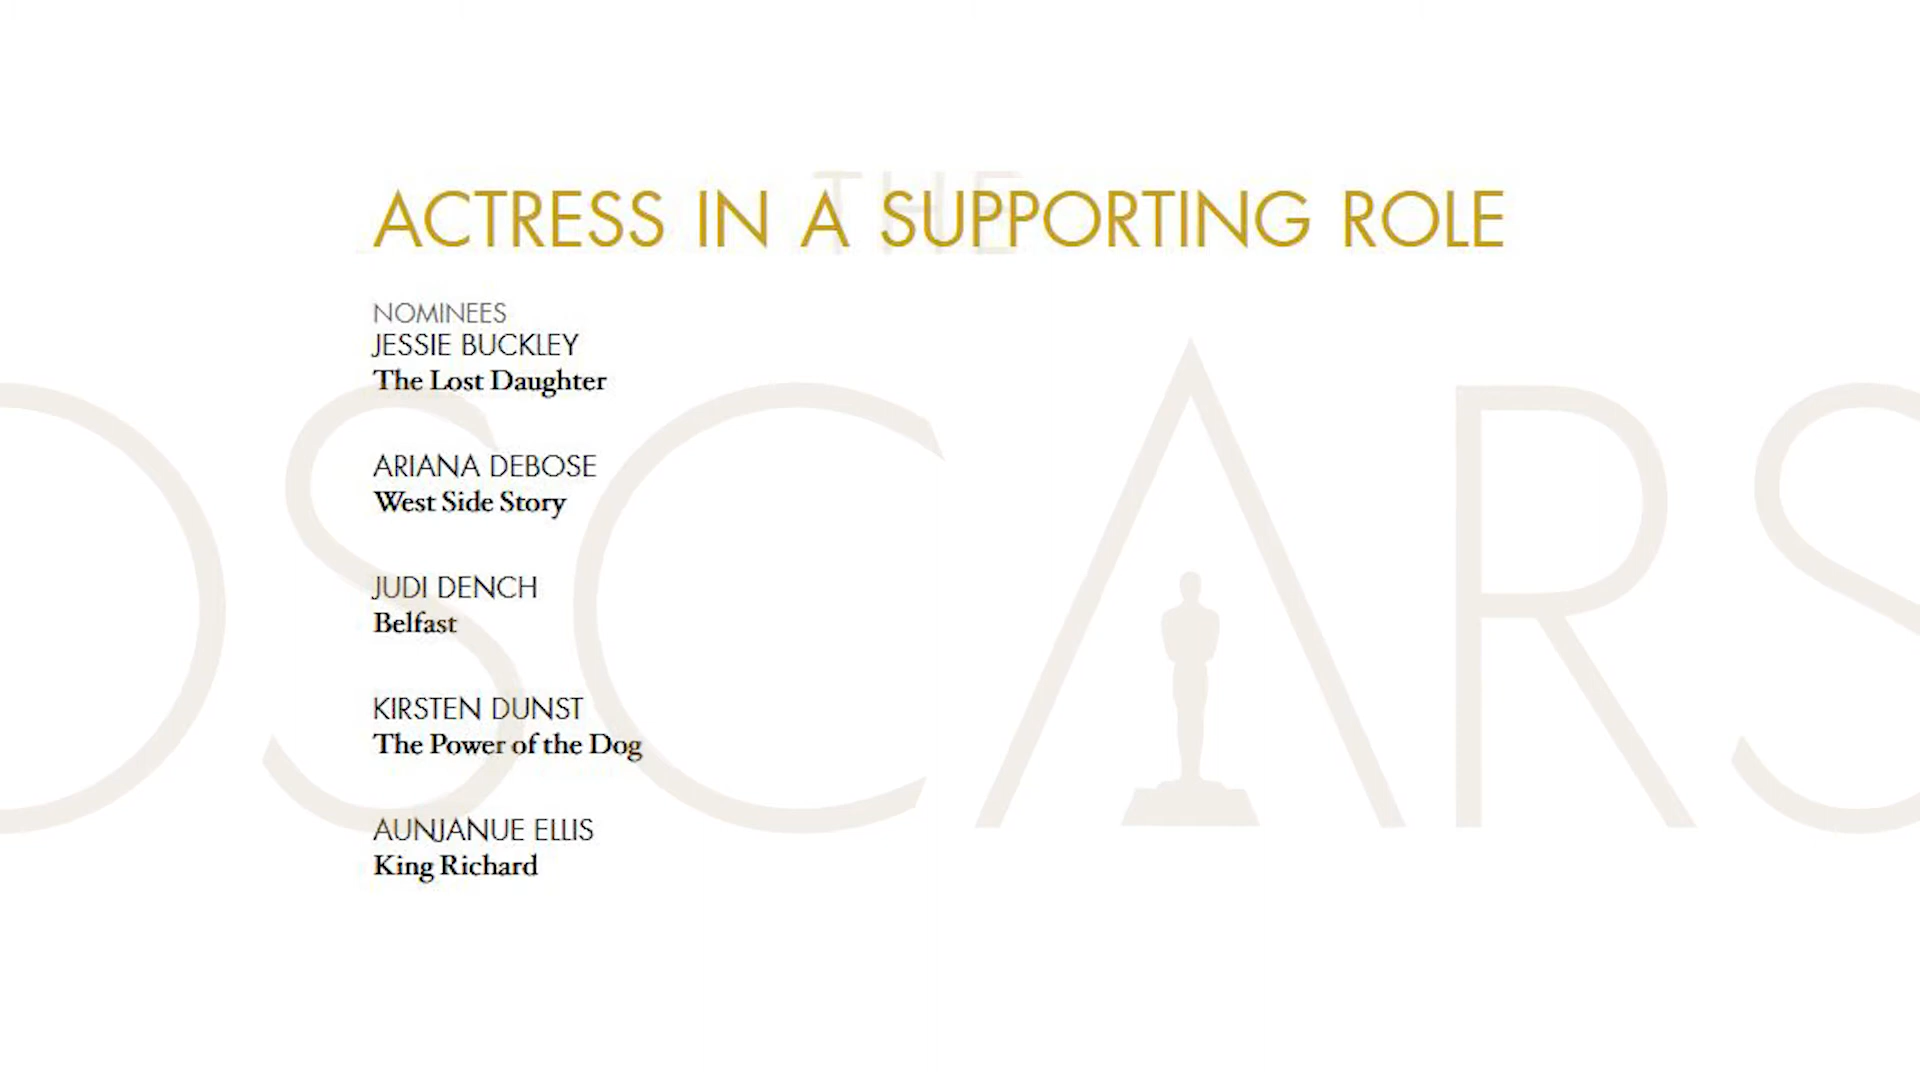 THE
ACTRESS IN A SUPPORTING ROLE
NOMINEES
JESSIE BUCKLEY
The Lost Daughter
ARIANA DEBOSE
West Side Story
JUDI DENCH
Belfast
KIRSTEN DUNST
The Power of the Dog
AUNJANUE ELLIS
King Richard
OSCARS